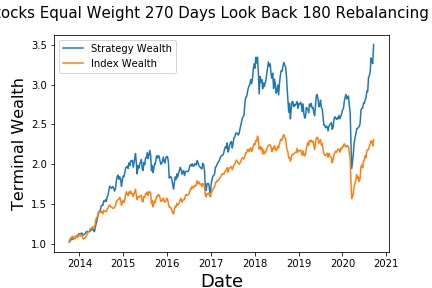 tocks Equal Weight 270 Days Look Back 180 Rebalancing
Strategy Wealth
Index Wealth
Terminal Wealth
3.5
3.0
2.5
2.0
1.5
1.0
2014 2015 2016 2017 2018 2019 2020 2021
Date